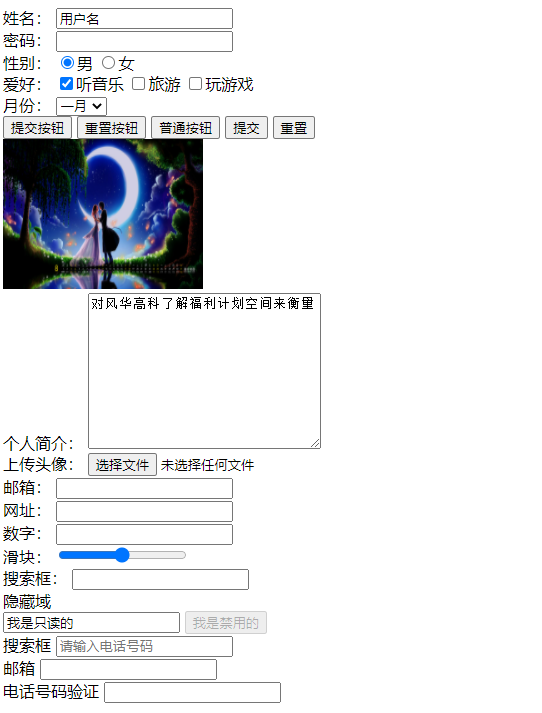 姓名： 用户名
密码：
性别： 男 女
爱好： 听音乐 旅游 玩游戏
月份： 一月
提交按钮 重置按钮 普通按钮 提交 重置
对风华高科了解福利计划空间来衡量
个人简介：
上传头像： 选择文件 未选择任何文件
邮箱：
网址：
数字：
滑块：
搜索框：
隐藏域
我是只读的 我是禁用的
搜索框 请输入电话号码
邮箱
电话号码验证